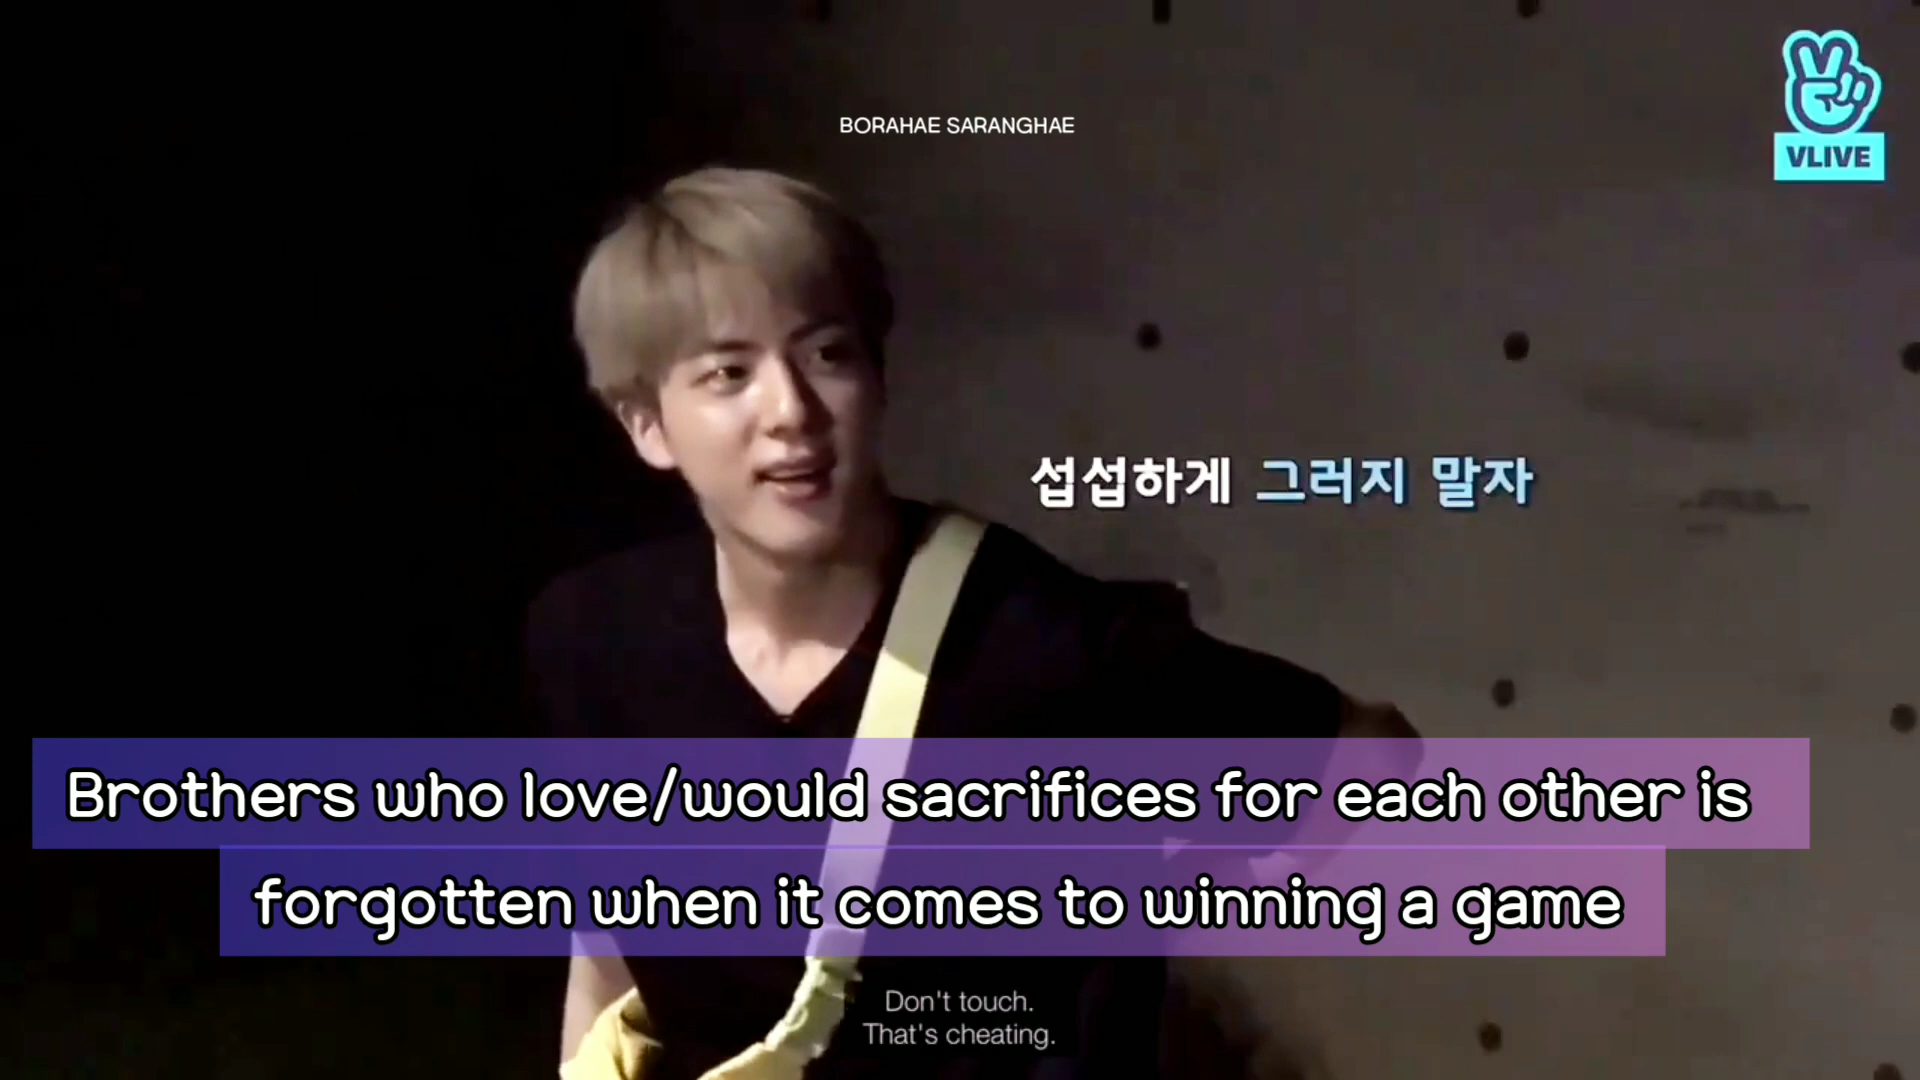 BORAHAE SARANGHAE
VLIVE
섭섭하게 그러지 말자
Brothers who love/would sacrifices for each other is
forgotten when it comes to winning a game
Don't touch.
That's cheating.